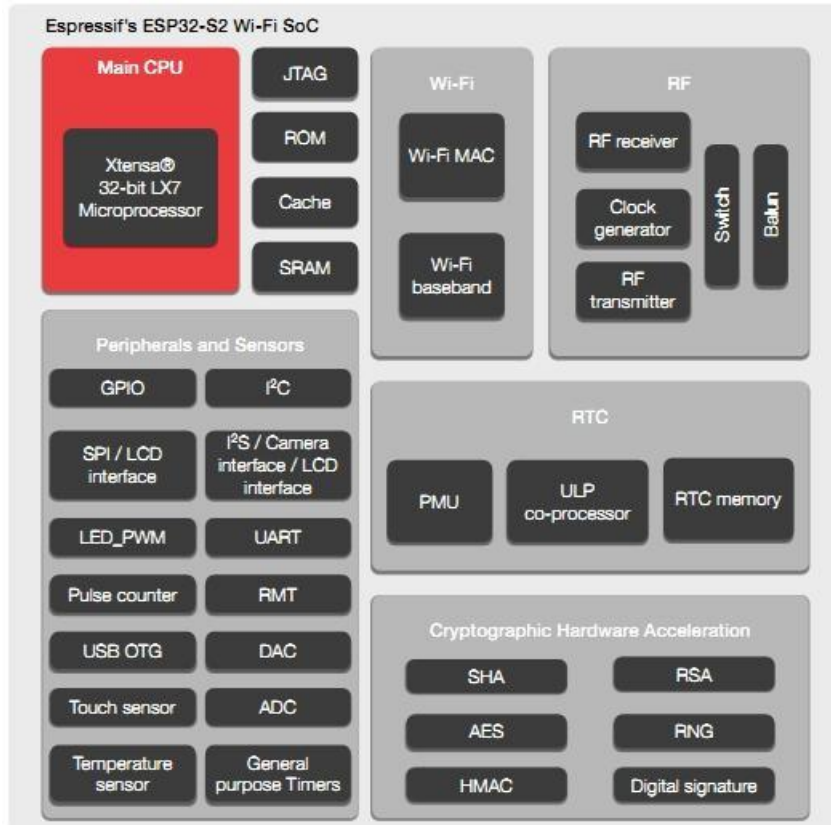 Espressif's ESP32-S2 Wi-Fi SoC
Main CPU
Xtensa®
32-bit LX7
Microprocessor
JTAG
ROM
Cache
SRAM
Wi-Fi
Wi-Fi MAC
Wi-Fi
baseband
RF
RF receiver
Clock
generator
RF
transmitter
Switch
Balun
Peripherals and Sensors
GPIO
I²C
SPI / LCD
interface
I²S / Camera
interface / LCD
interface
LED_PWM
UART
Pulse counter
RMT
USB OTG
DAC
Touch sensor
ADC
Temperature
sensor
General
purpose Timers
RTC
PMU
ULP
co-processor
RTC memory
Cryptographic Hardware Acceleration
SHA
RSA
AES
RNG
HMAC
Digital signature